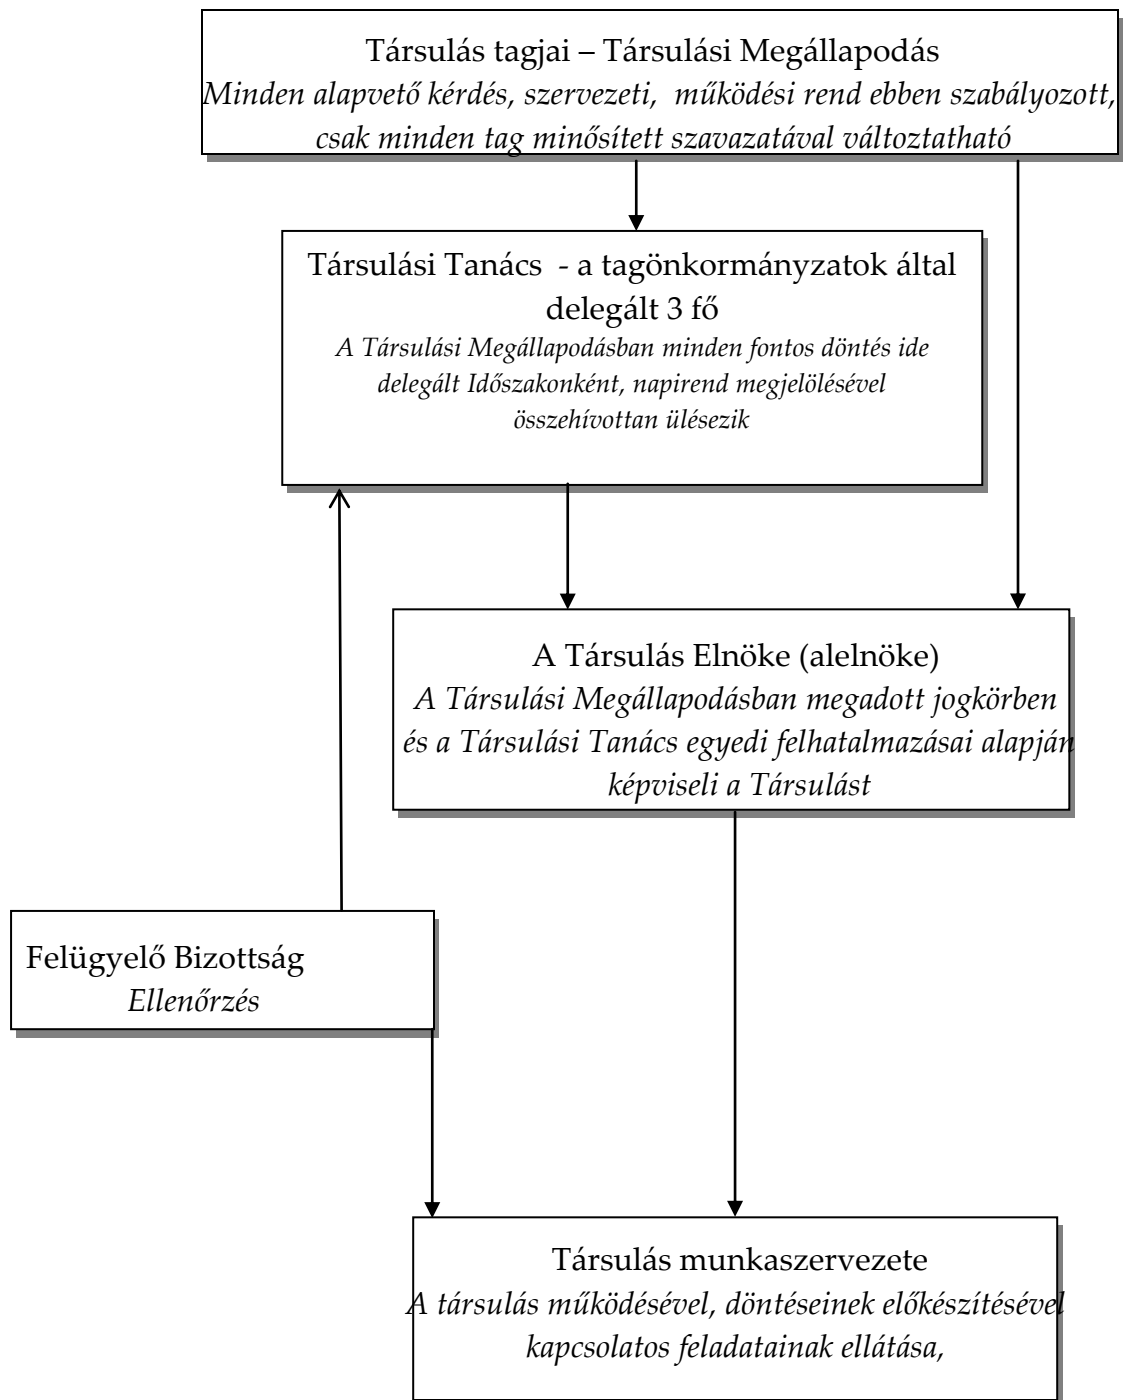 Társulás tagjai – Társulási Megállapodás
Minden alapvető kérdés, szervezeti, működési rend ebben szabályozott,
csak minden tag minősített szavazatával változtatható
Társulási Tanács - a tagönkormányzatok által
delegált 3 fő
A Társulási Megállapodásban minden fontos döntés ide
delegált Időszakonként, napirend megjelölésével
összehívottan ülésezik
A Társulás Elnöke (alelnöke)
A Társulási Megállapodásban megadott jogkörben
és a Társulási Tanács egyedi felhatalmazásai alapján
képviseli a Társulást
Felügyelő Bizottság
Ellenőrzés
Társulás munkaszervezete
A társulás működésével, döntéseinek előkészítésével
kapcsolatos feladatainak ellátása,